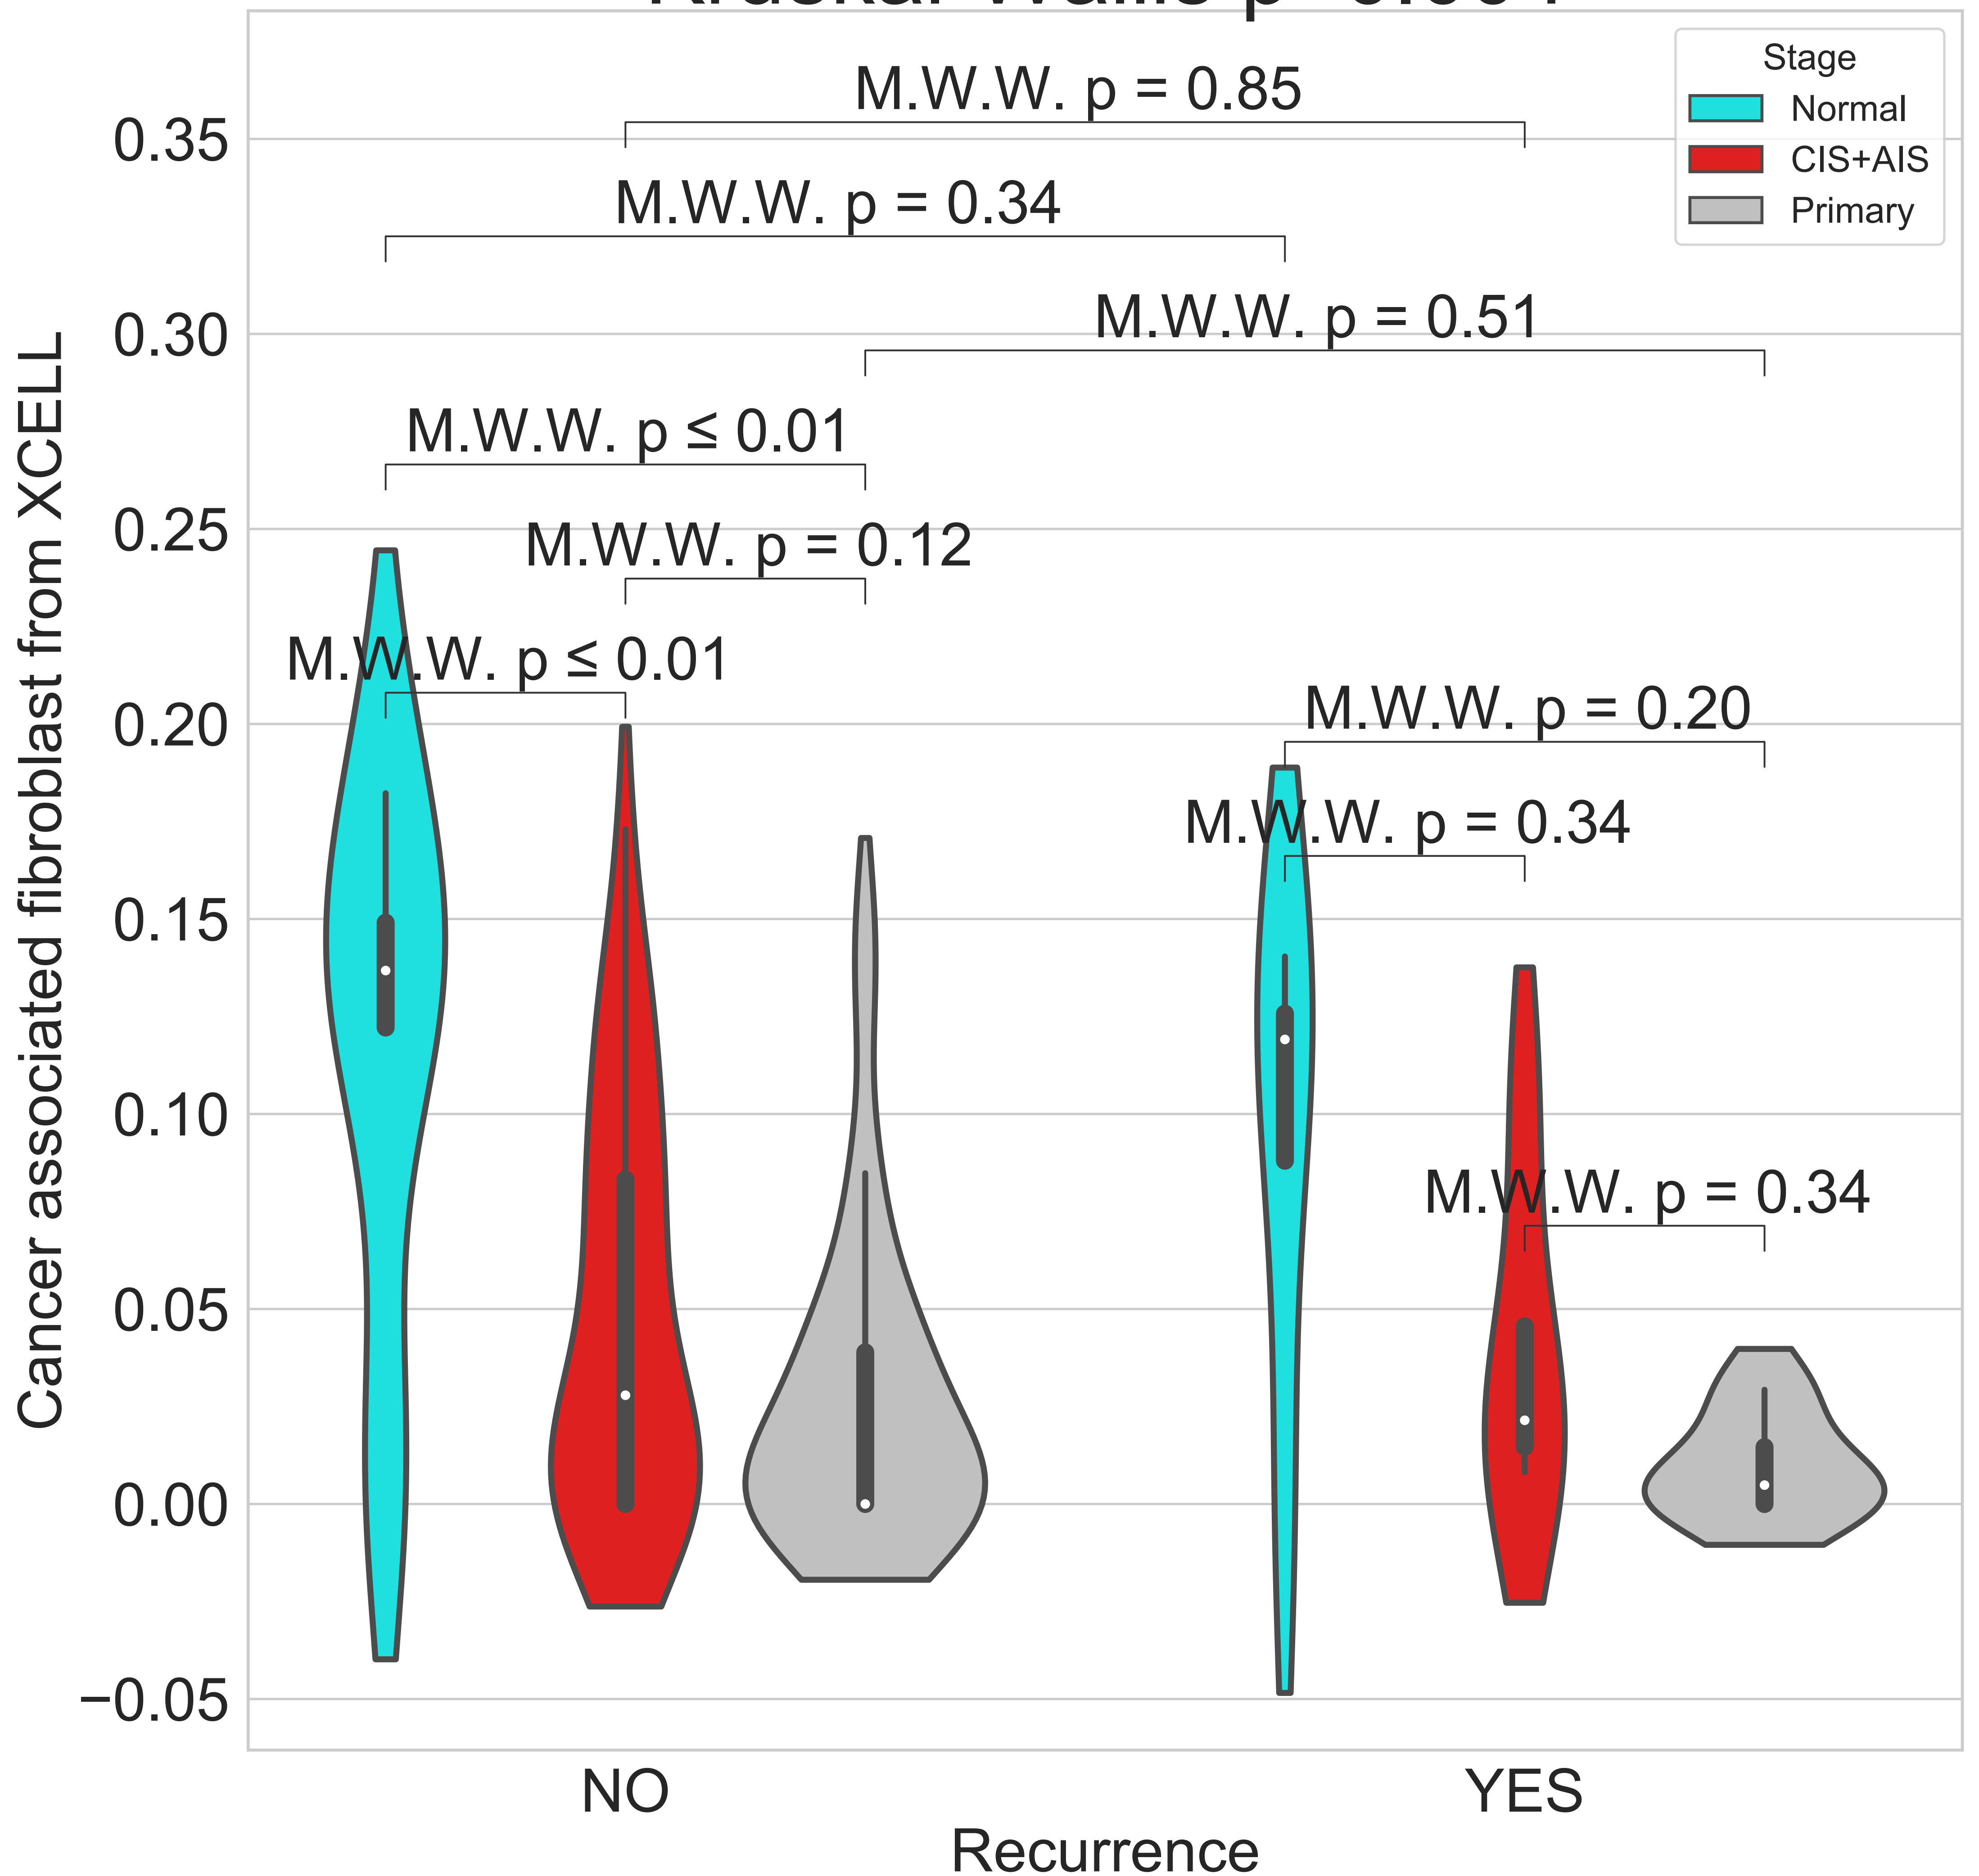 Stage
Normal
CIS+AIS
Primary
M.W.W. p = 0.85
M.W.W. p = 0.34
M.W.W. p = 0.51
M.W.W. p ≤ 0.01
M.W.W. p = 0.12
M.W.W. p ≤ 0.01
M.W.W. p = 0.20
M.W.W. p = 0.34
M.W.W. p = 0.34
Cancer associated fibroblast from XCELL
0.35
0.30
0.25
0.20
0.15
0.10
0.05
0.00
−0.05
NO
YES
Recurrence